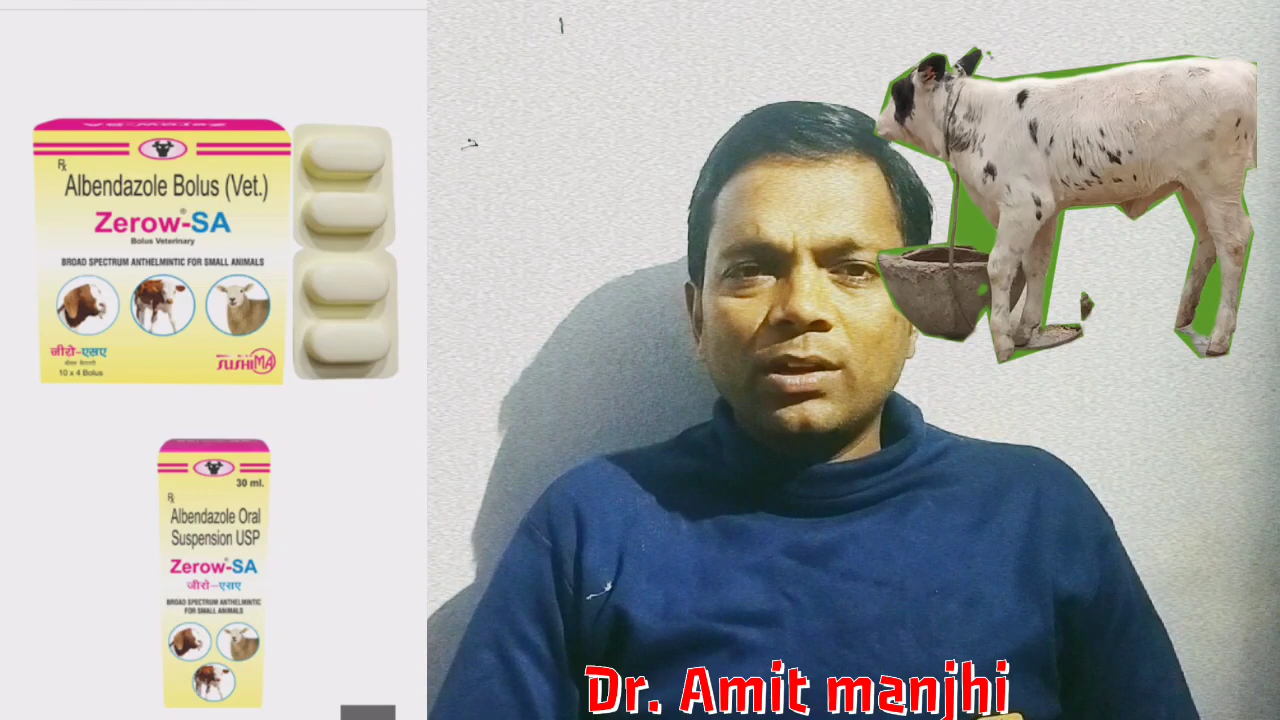 Rx
Albendazole Bolus (Vet.)
Zerow®-SA
Bolus Veterinary
BROAD SPECTRUM ANTHELMINTIC FOR SMALL ANIMALS
जीरो-एसए
10 x 4 Bolus
SUSHIMA
30 ml.
Rx
Albendazole Oral
Suspension USP
Zerow®-SA
जीरो-एसए
BROAD SPECTRUM ANTHELMINTIC
FOR SMALL ANIMALS
Dr. Amit manjhi